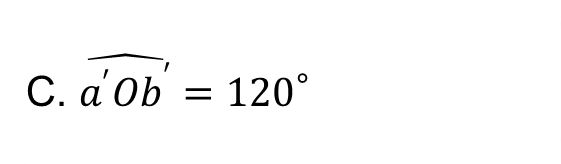 C. $\widehat{a'Ob'} = 120^\circ$